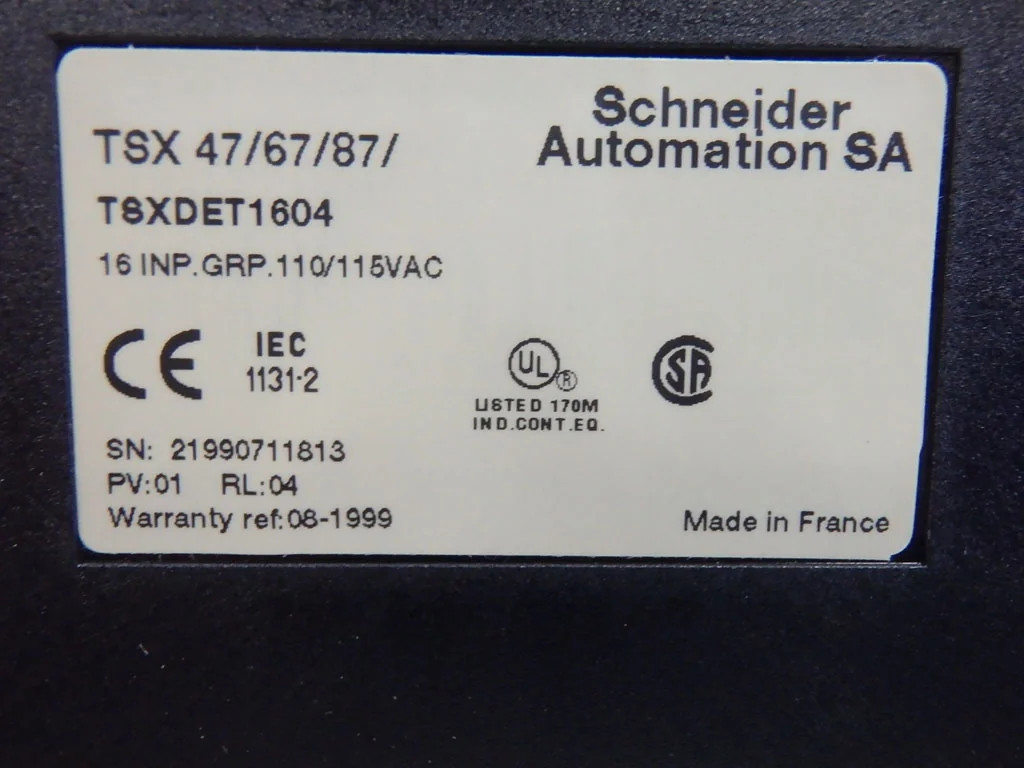 Schneider
Automation SA
TSX 47/67/87/
TSXDET1604
16 INP.GRP.110/115VAC
CE
IEC
1131-2
UL ®
LISTED 170M
IND.CONT.EQ.
SA
SN: 21990711813
PV:01 RL:04
Warranty ref:08-1999
Made in France